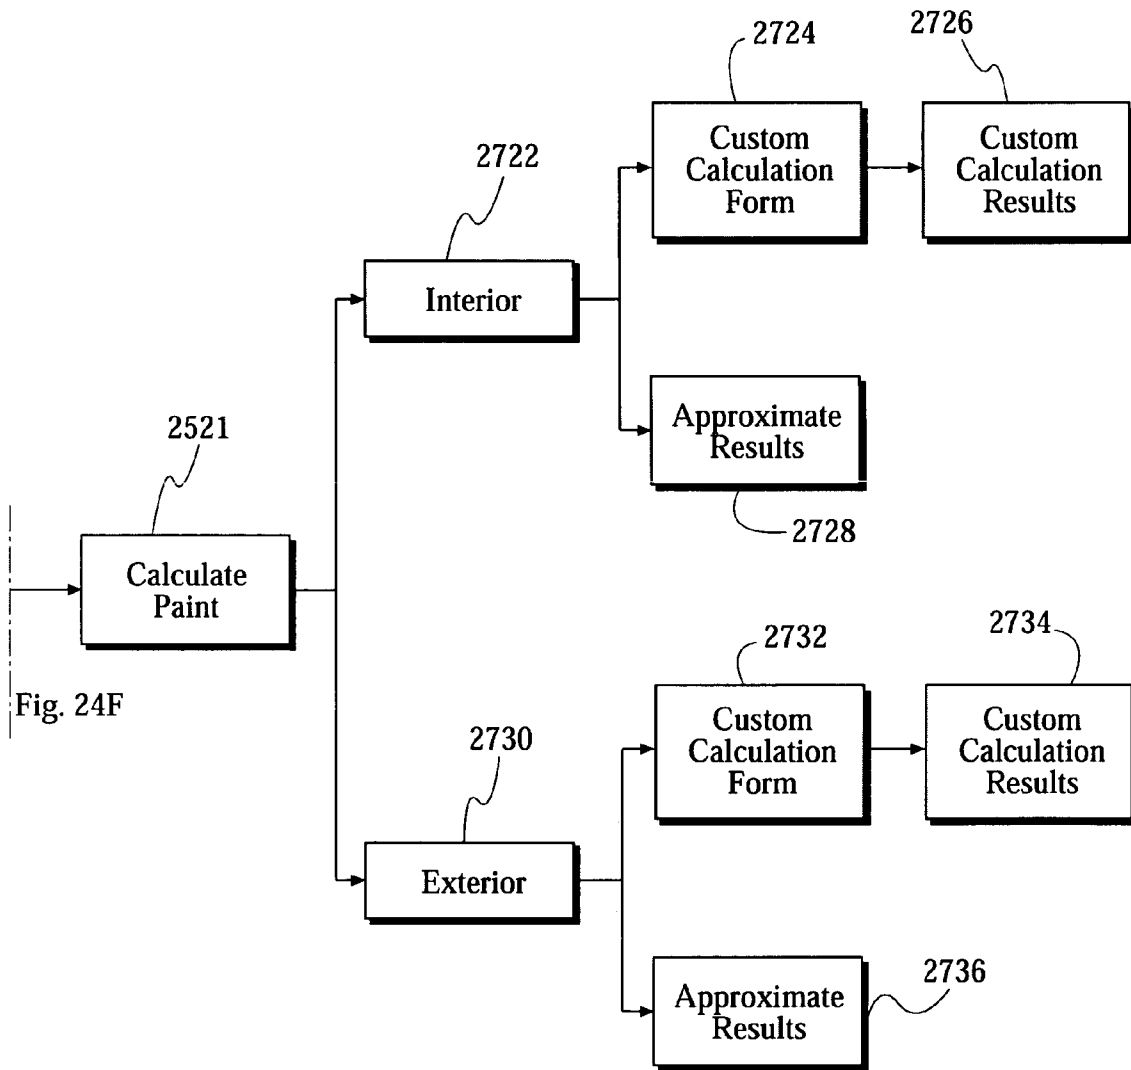 2724
2726
Custom
Calculation
Form
Custom
Calculation
Results
2722
Interior
Approximate
Results
2728
2521
Calculate
Paint
Fig. 24F
2732
2734
Custom
Calculation
Form
Custom
Calculation
Results
2730
Exterior
Approximate
Results
2736